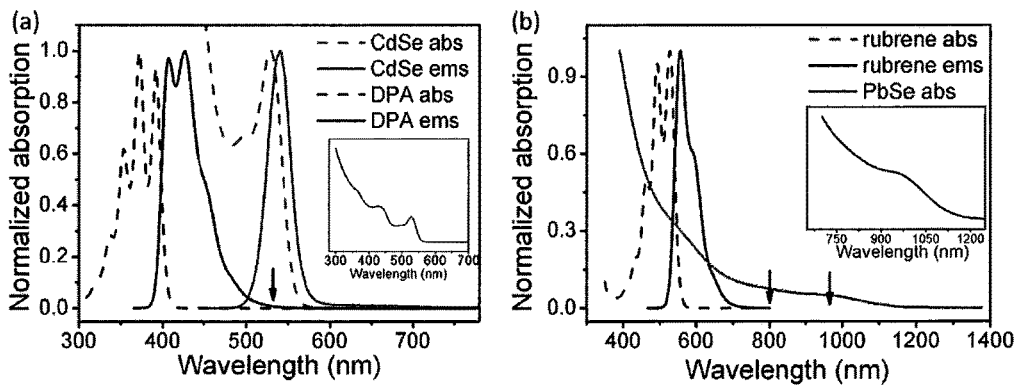 (a)
Normalized absorption
1.0
0.8
0.6
0.4
0.2
0.0
CdSe abs
CdSe ems
DPA abs
DPA ems
300 400 500 600 700
Wavelength (nm)
300 400 500 600 700
Wavelength (nm)
(b)
Normalized absorption
0.9
0.6
0.3
0.0
rubrene abs
rubrene ems
PbSe abs
750 900 1050 1200
Wavelength (nm)
400 600 800 1000 1200 1400
Wavelength (nm)